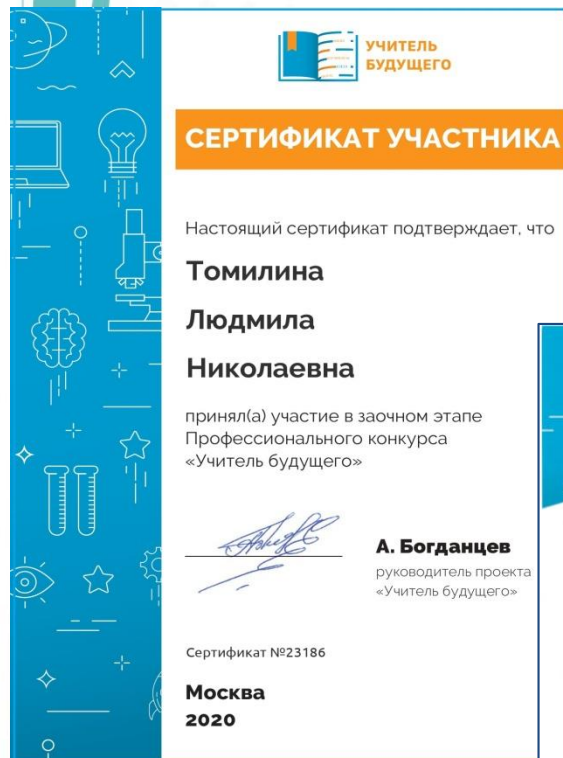 УЧИТЕЛЬ
БУДУЩЕГО
СЕРТИФИКАТ УЧАСТНИКА
Настоящий сертификат подтверждает, что
Томилина
Людмила
Николаевна
принял(а) участие в заочном этапе
Профессионального конкурса
«Учитель будущего»
А. Богданцев
руководитель проекта
«Учитель будущего»
Сертификат №23186
Москва
2020